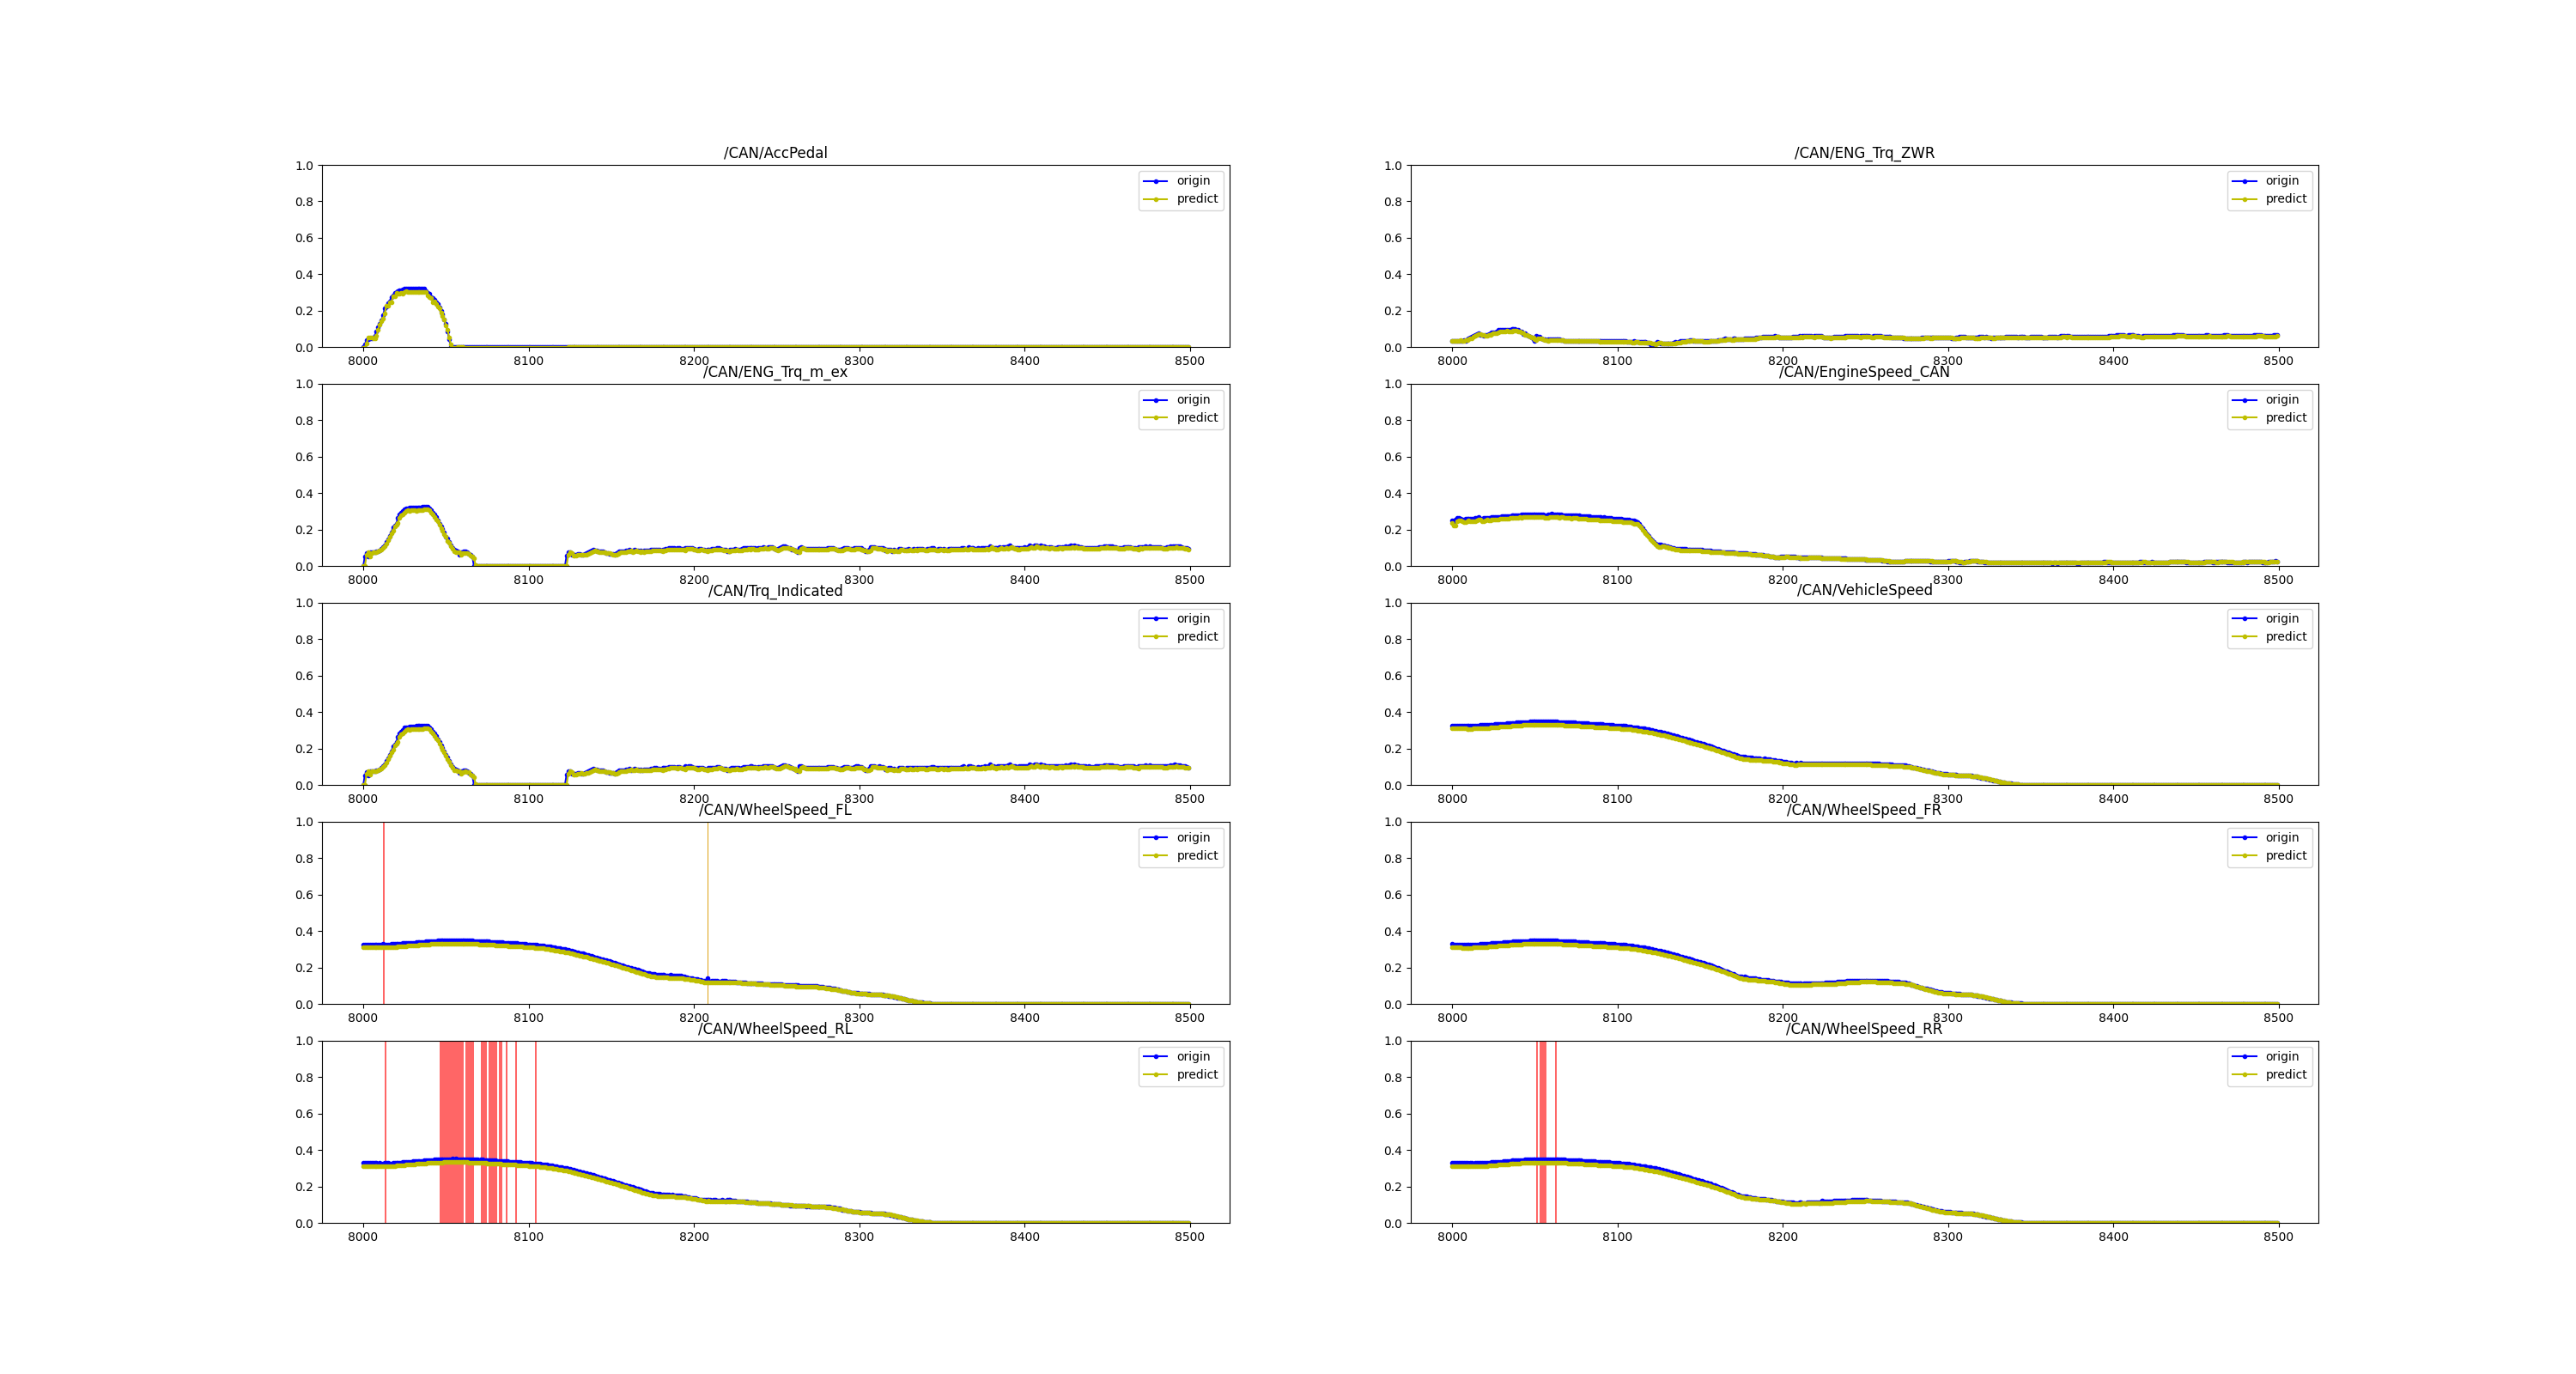 /CAN/AccPedal
1.0
0.8
0.6
0.4
0.2
0.0
8000 8100 8200 8300 8400 8500
origin
predict
/CAN/ENG_Trq_ZWR
1.0
0.8
0.6
0.4
0.2
0.0
8000 8100 8200 8300 8400 8500
origin
predict
/CAN/ENG_Trq_m_ex
1.0
0.8
0.6
0.4
0.2
0.0
8000 8100 8200 8300 8400 8500
origin
predict
/CAN/EngineSpeed_CAN
1.0
0.8
0.6
0.4
0.2
0.0
8000 8100 8200 8300 8400 8500
origin
predict
/CAN/Trq_Indicated
1.0
0.8
0.6
0.4
0.2
0.0
8000 8100 8200 8300 8400 8500
origin
predict
/CAN/VehicleSpeed
1.0
0.8
0.6
0.4
0.2
0.0
8000 8100 8200 8300 8400 8500
origin
predict
/CAN/WheelSpeed_FL
1.0
0.8
0.6
0.4
0.2
0.0
8000 8100 8200 8300 8400 8500
origin
predict
/CAN/WheelSpeed_FR
1.0
0.8
0.6
0.4
0.2
0.0
8000 8100 8200 8300 8400 8500
origin
predict
/CAN/WheelSpeed_RL
1.0
0.8
0.6
0.4
0.2
0.0
8000 8100 8200 8300 8400 8500
origin
predict
/CAN/WheelSpeed_RR
1.0
0.8
0.6
0.4
0.2
0.0
8000 8100 8200 8300 8400 8500
origin
predict